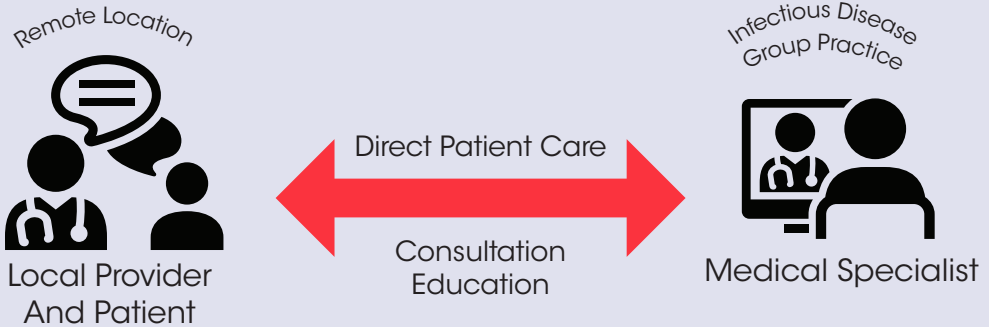 Remote Location
Local Provider
And Patient
Direct Patient Care
Consultation
Education
Infectious Disease
Group Practice
Medical Specialist